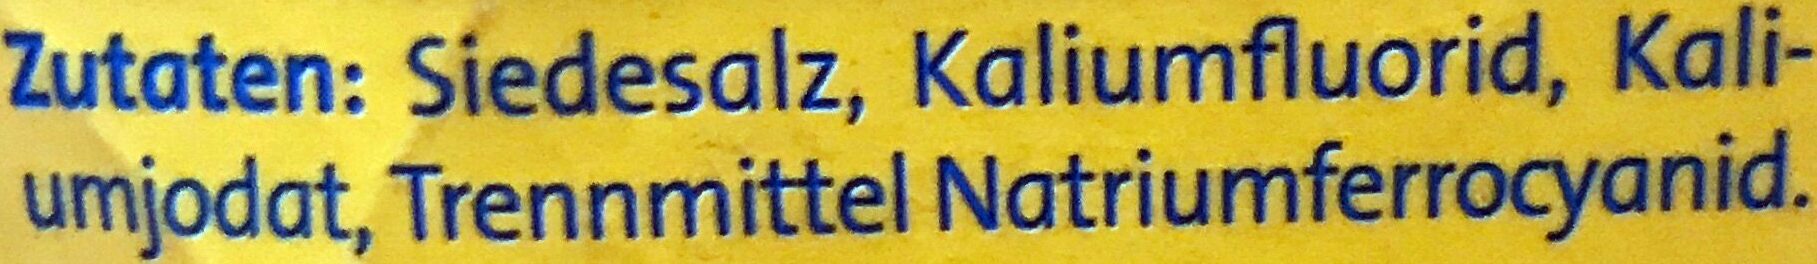 Zutaten: Siedesalz, Kaliumfluorid, Kali-
umjodat, Trennmittel Natriumferrocyanid.